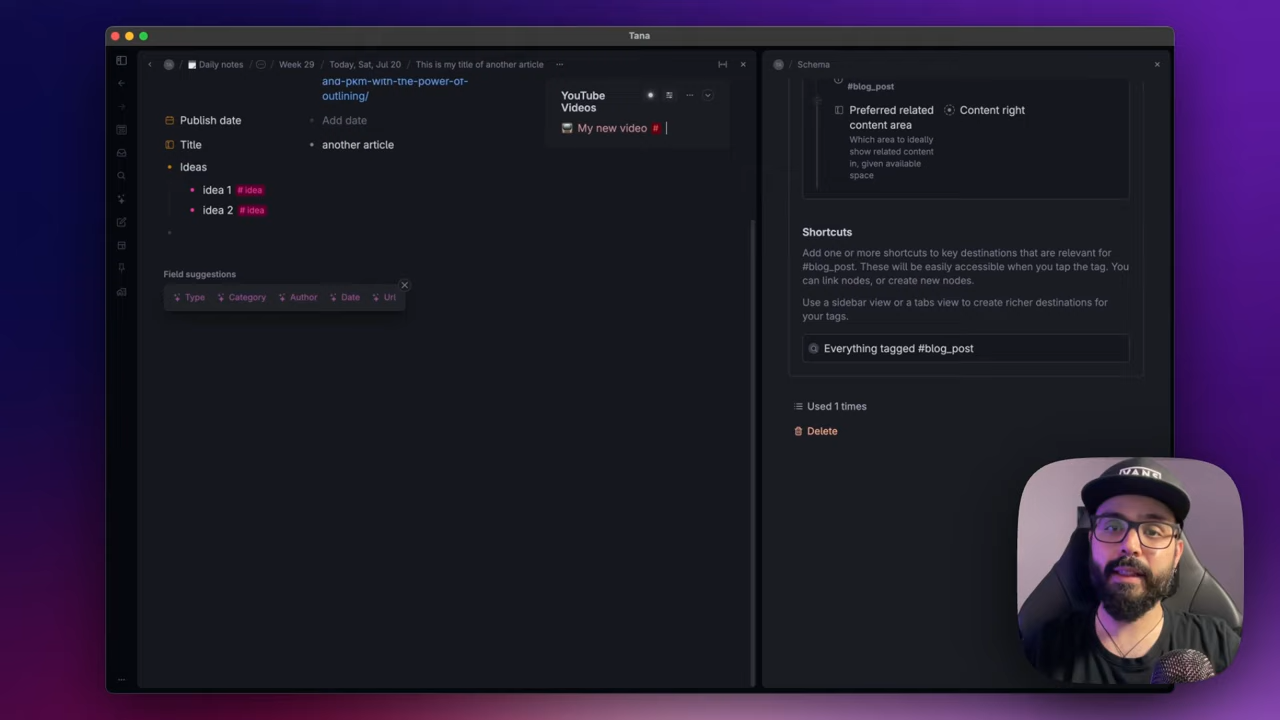 Tana
Daily notes / / Week 29 / Today, Sat, Jul 20 / This is my title of another article ...
and-pkm-with-the-power-of-
outlining/
Publish date
Add date
Title
another article
Ideas
idea 1 # idea
idea 2 # idea
Field suggestions
Type Category Author Date Url
YouTube
Videos
My new video #
/ Schema
#blog_post
Preferred related
content area
Content right
Which area to ideally
show related content
in, given available
space
Shortcuts
Add one or more shortcuts to key destinations that are relevant for
#blog_post. These will be easily accessible when you tap the tag. You
can link nodes, or create new nodes.
Use a sidebar view or a tabs view to create richer destinations for
your tags.
Everything tagged #blog_post
Used 1 times
Delete
VANS